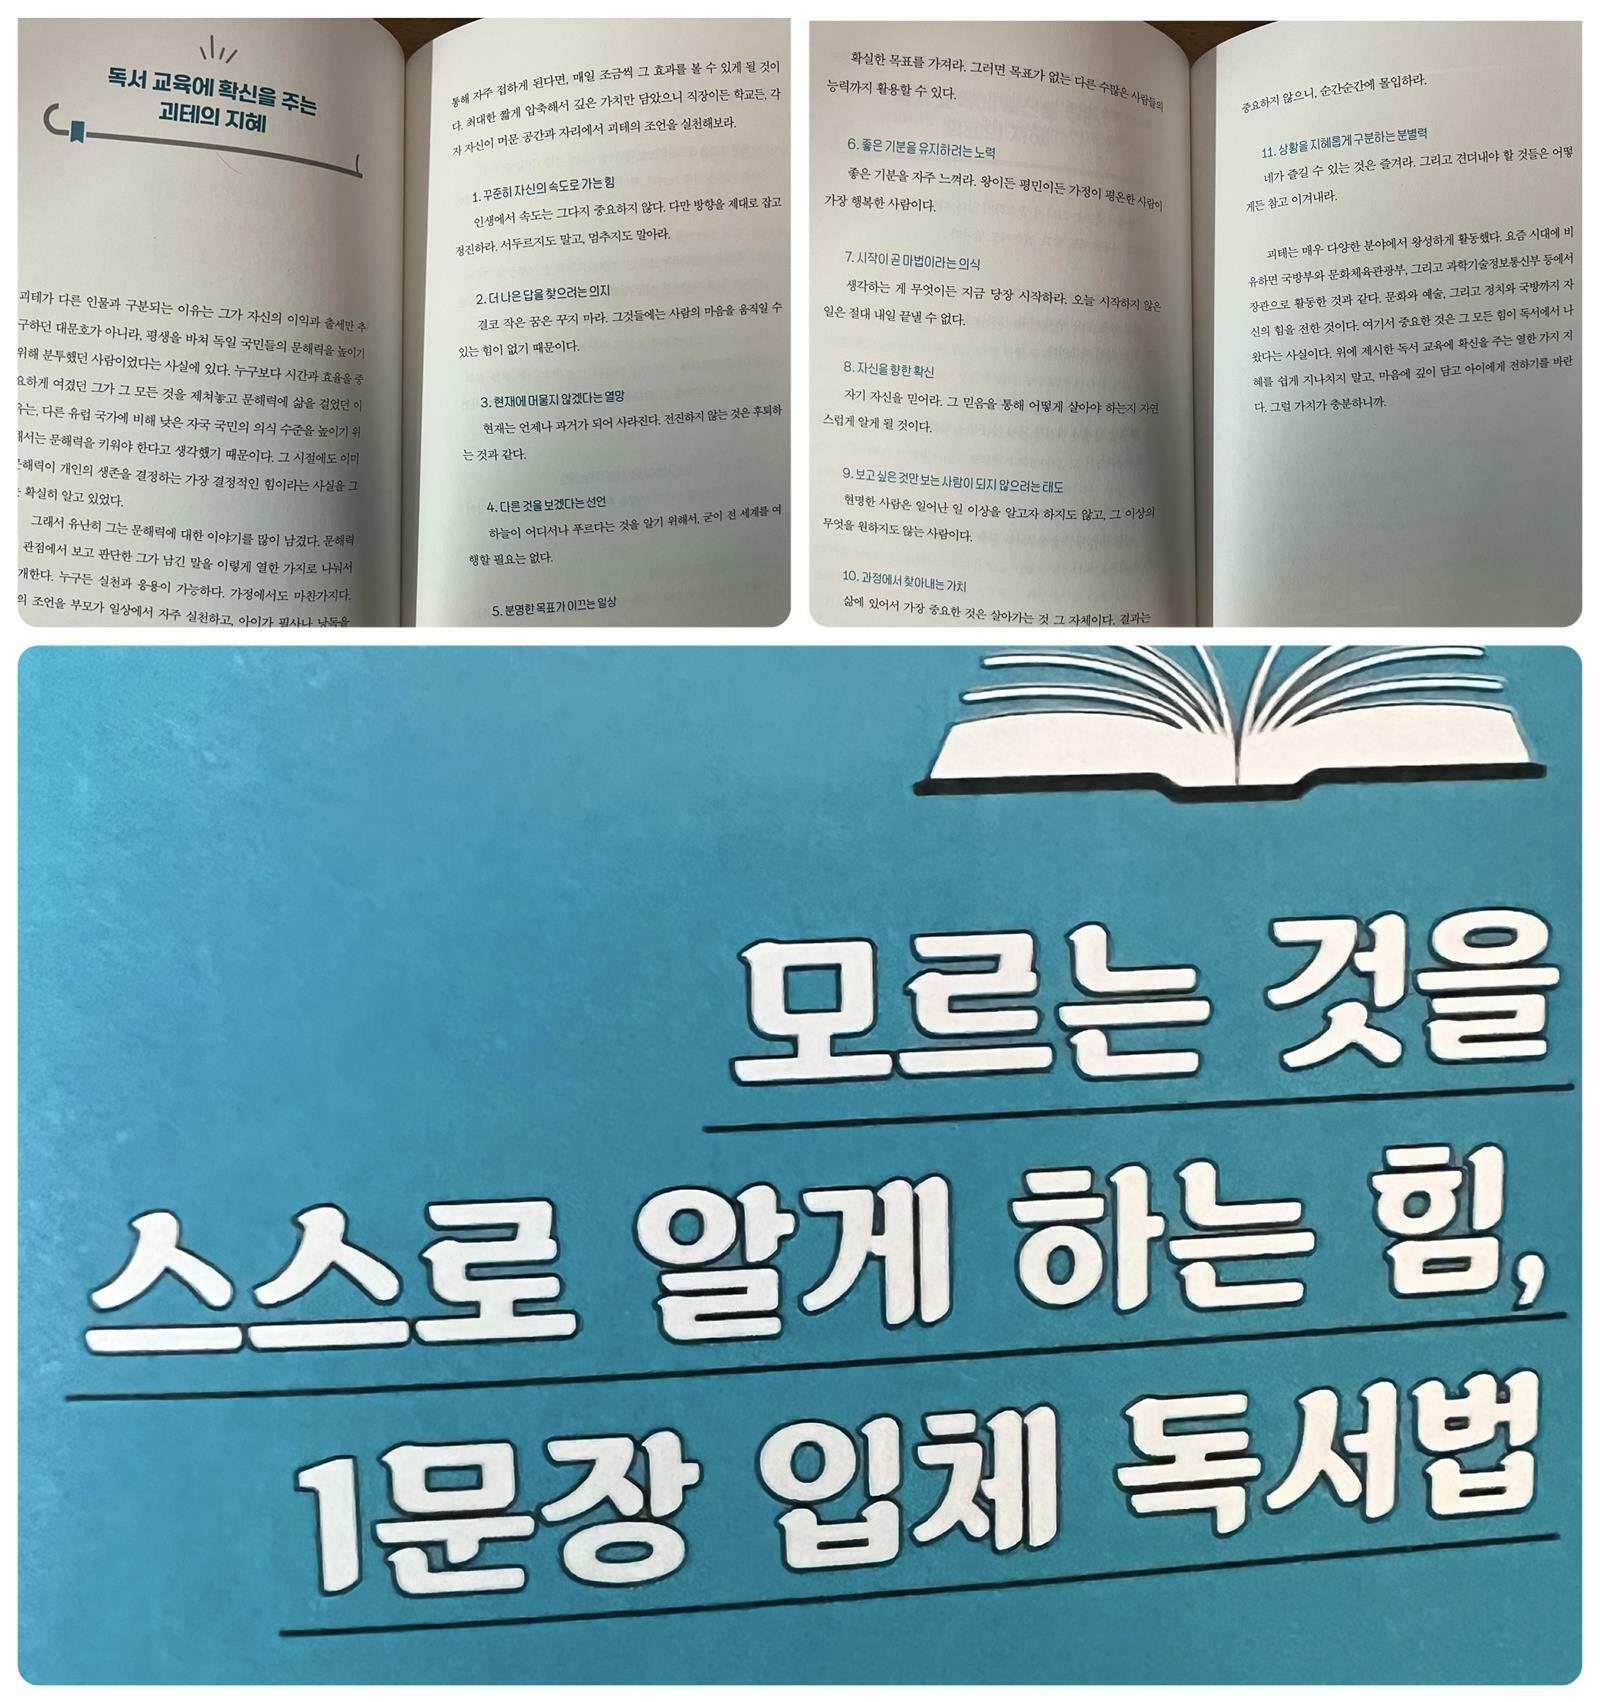 독서 교육에 확신을 주는
괴테의 지혜
괴테가 다른 인물과 구분되는 이유는 그가 자신의 이익과 출세만 추
구하던 대문호가 아니라, 평생을 바쳐 독일 국민들의 문해력을 높이기
위해 분투했던 사람이었다는 사실에 있다. 누구보다 시간과 효율을 중
요하게 여겼던 그가 그 모든 것을 제쳐놓고 문해력에 삶을 걸었던 이
유는, 다른 유럽 국가에 비해 낮은 자국 국민의 의식 수준을 높이기 위
해서는 문해력을 키워야 한다고 생각했기 때문이다. 그 시절에도 이미
문해력이 개인의 생존을 결정하는 가장 결정적인 힘이라는 사실을 그
확실히 알고 있었다.
그래서 유난히 그는 문해력에 대한 이야기를 많이 남겼다. 문해력
관점에서 보고 판단한 그가 남긴 말을 이렇게 열한 가지로 나눠서
개한다. 누구든 실천과 응용이 가능하다. 가정에서도 마찬가지다.
의 조언을 부모가 일상에서 자주 실천하고, 아이가 필사나 낭독을
통해 자주 접하게 된다면, 매일 조금씩 그 효과를 볼 수 있게 될 것이
다. 최대한 짧게 압축해서 깊은 가치만 담았으니 직장이든 학교든, 각
자 자신이 머문 공간과 자리에서 괴테의 조언을 실천해보라.
1. 꾸준히 자신의 속도로 가는 힘
인생에서 속도는 그다지 중요하지 않다. 다만 방향을 제대로 잡고
정진하라. 서두르지도 말고, 멈추지도 말아라.
2. 더 나은 답을 찾으려는 의지
결코 작은 꿈은 꾸지 마라. 그것들에는 사람의 마음을 움직일 수
있는 힘이 없기 때문이다.
3. 현재에 머물지 않겠다는 열망
현재는 언제나 과거가 되어 사라진다. 전진하지 않는 것은 후퇴하
는 것과 같다.
4. 다른 것을 보겠다는 선언
하늘이 어디서나 푸르다는 것을 알기 위해서, 굳이 전 세계를 여
행할 필요는 없다.
5. 분명한 목표가 이끄는 일상
확실한 목표를 가져라. 그러면 목표가 없는 다른 수많은 사람들의
능력까지 활용할 수 있다.
6. 좋은 기분을 유지하려는 노력
좋은 기분을 자주 느껴라. 왕이든 평민이든 가정이 평온한 사람이
가장 행복한 사람이다.
7. 시작이 곧 마법이라는 의식
생각하는 게 무엇이든 지금 당장 시작하라. 오늘 시작하지 않은
일은 절대 내일 끝낼 수 없다.
8. 자신을 향한 확신
자기 자신을 믿어라. 그 믿음을 통해 어떻게 살아야 하는지 자연
스럽게 알게 될 것이다.
9. 보고 싶은 것만 보는 사람이 되지 않으려는 태도
현명한 사람은 일어난 일 이상을 알고자 하지도 않고, 그 이상의
무엇을 원하지도 않는 사람이다.
10. 과정에서 찾아내는 가치
삶에 있어서 가장 중요한 것은 살아가는 것 그 자체이다. 결과는
중요하지 않으니, 순간순간에 몰입하라.
11. 상황을 지혜롭게 구분하는 분별력
네가 즐길 수 있는 것은 즐겨라. 그리고 견뎌내야 할 것들은 어떻
게든 참고 이겨내라.
괴테는 매우 다양한 분야에서 왕성하게 활동했다. 요즘 시대에 비
유하면 국방부와 문화체육관광부, 그리고 과학기술정보통신부 등에서
장관으로 활동한 것과 같다. 문화와 예술, 그리고 정치와 국방까지 자
신의 힘을 전한 것이다. 여기서 중요한 것은 그 모든 힘이 독서에서 나
왔다는 사실이다. 위에 제시한 독서 교육에 확신을 주는 열한 가지 지
혜를 쉽게 지나치지 말고, 마음에 깊이 담고 아이에게 전하기를 바란
다. 그럴 가치가 충분하니까.
모르는 것을
스스로 알게 하는 힘,
1문장 입체 독서법